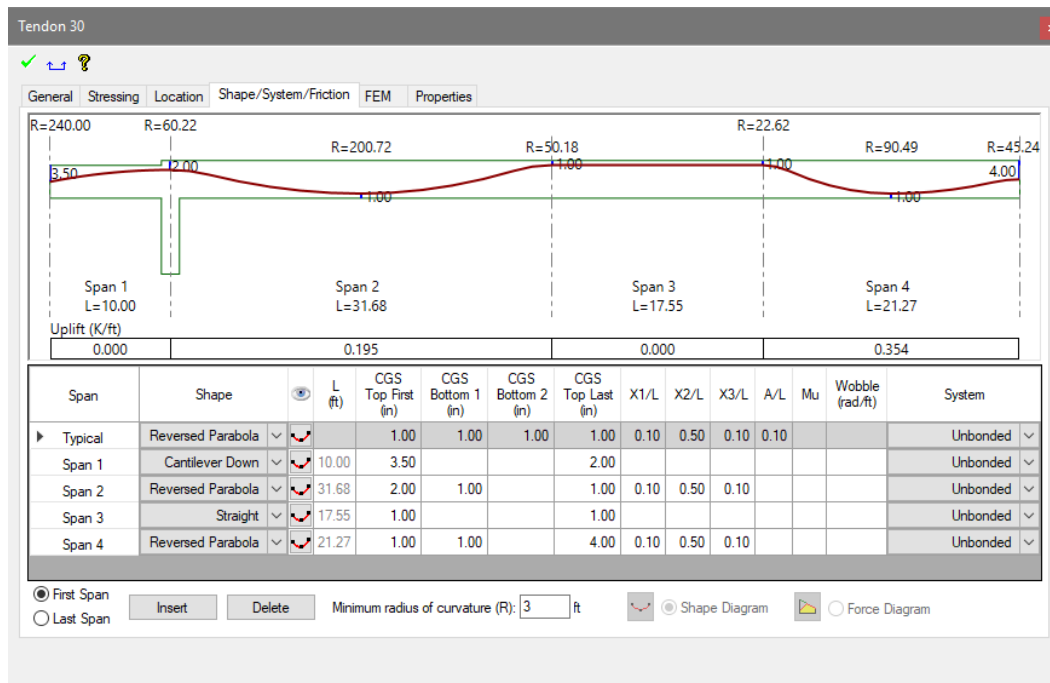 Tendon 30
General Stressing Location Shape/System/Friction FEM Properties
R=240.00 R=60.22 R=22.62
R=200.72 R=50.18 R=90.49 R=45.24
3.50 2.00 1.00 1.00 4.00
1.00 1.00
Span 1 Span 2 Span 3 Span 4
L=10.00 L=31.68 L=17.55 L=21.27
Uplift (K/ft)
0.000 0.195 0.000 0.354
Span Shape L (ft) CGS Top First (in) CGS Bottom 1 (in) CGS Bottom 2 (in) CGS Top Last (in) X1/L X2/L X3/L A/L Mu Wobble (rad/ft) System
Typical Reversed Parabola 1.00 1.00 1.00 1.00 0.10 0.50 0.10 0.10 Unbonded
Span 1 Cantilever Down 10.00 3.50 2.00 Unbonded
Span 2 Reversed Parabola 31.68 2.00 1.00 1.00 0.10 0.50 0.10 Unbonded
Span 3 Straight 17.55 1.00 1.00 Unbonded
Span 4 Reversed Parabola 21.27 1.00 1.00 4.00 0.10 0.50 0.10 Unbonded
First Span
Last Span
Insert Delete Minimum radius of curvature (R): 3 ft Shape Diagram Force Diagram